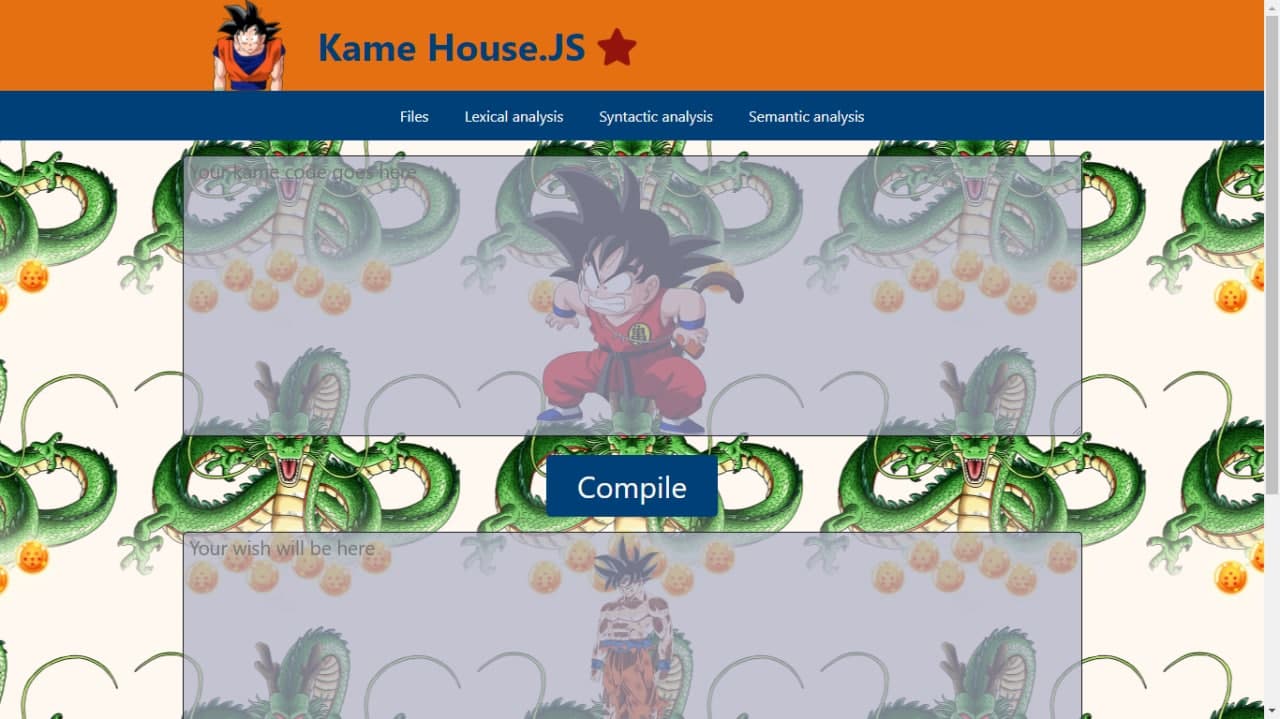 Kame House.JS
Files Lexical analysis Syntactic analysis Semantic analysis
Your kame code goes here
Compile
Your wish will be here